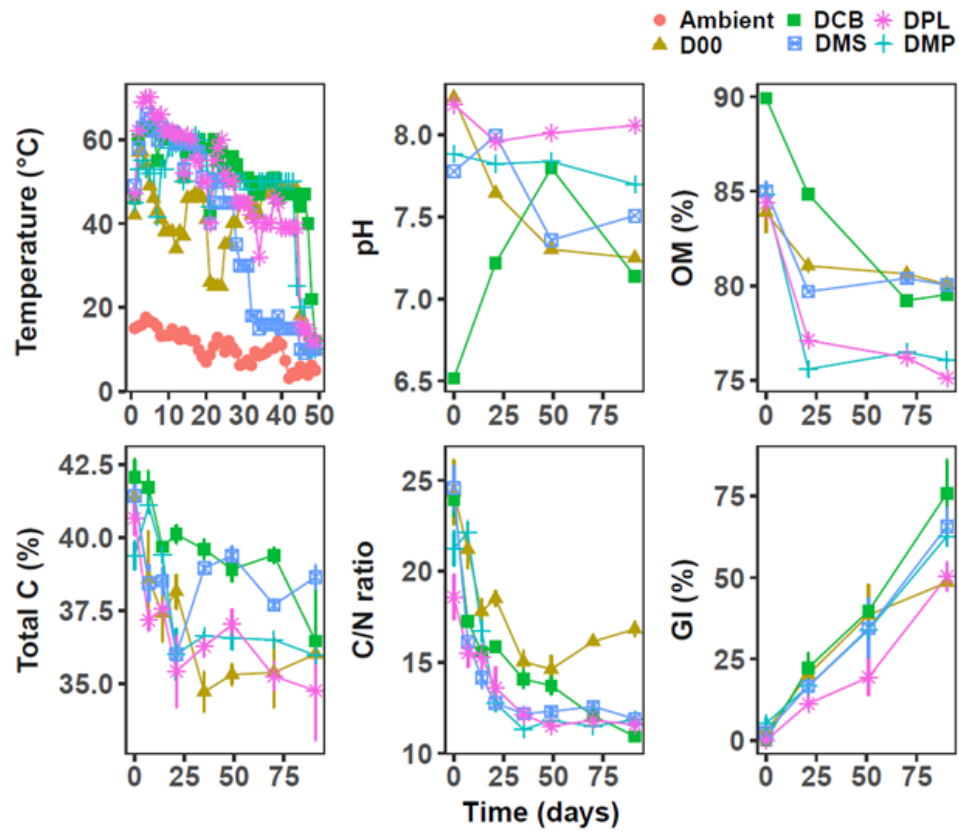 Ambient DCB DPL
D00 DMS DMP
Temperature (°C)
60
40
20
0
0 10 20 30 40 50
pH
8.0
7.5
7.0
6.5
0 25 50 75
OM (%)
90
85
80
75
0 25 50 75
Total C (%)
42.5
40.0
37.5
35.0
0 25 50 75
C/N ratio
25
20
15
10
0 25 50 75
GI (%)
75
50
25
0
0 25 50 75
Time (days)